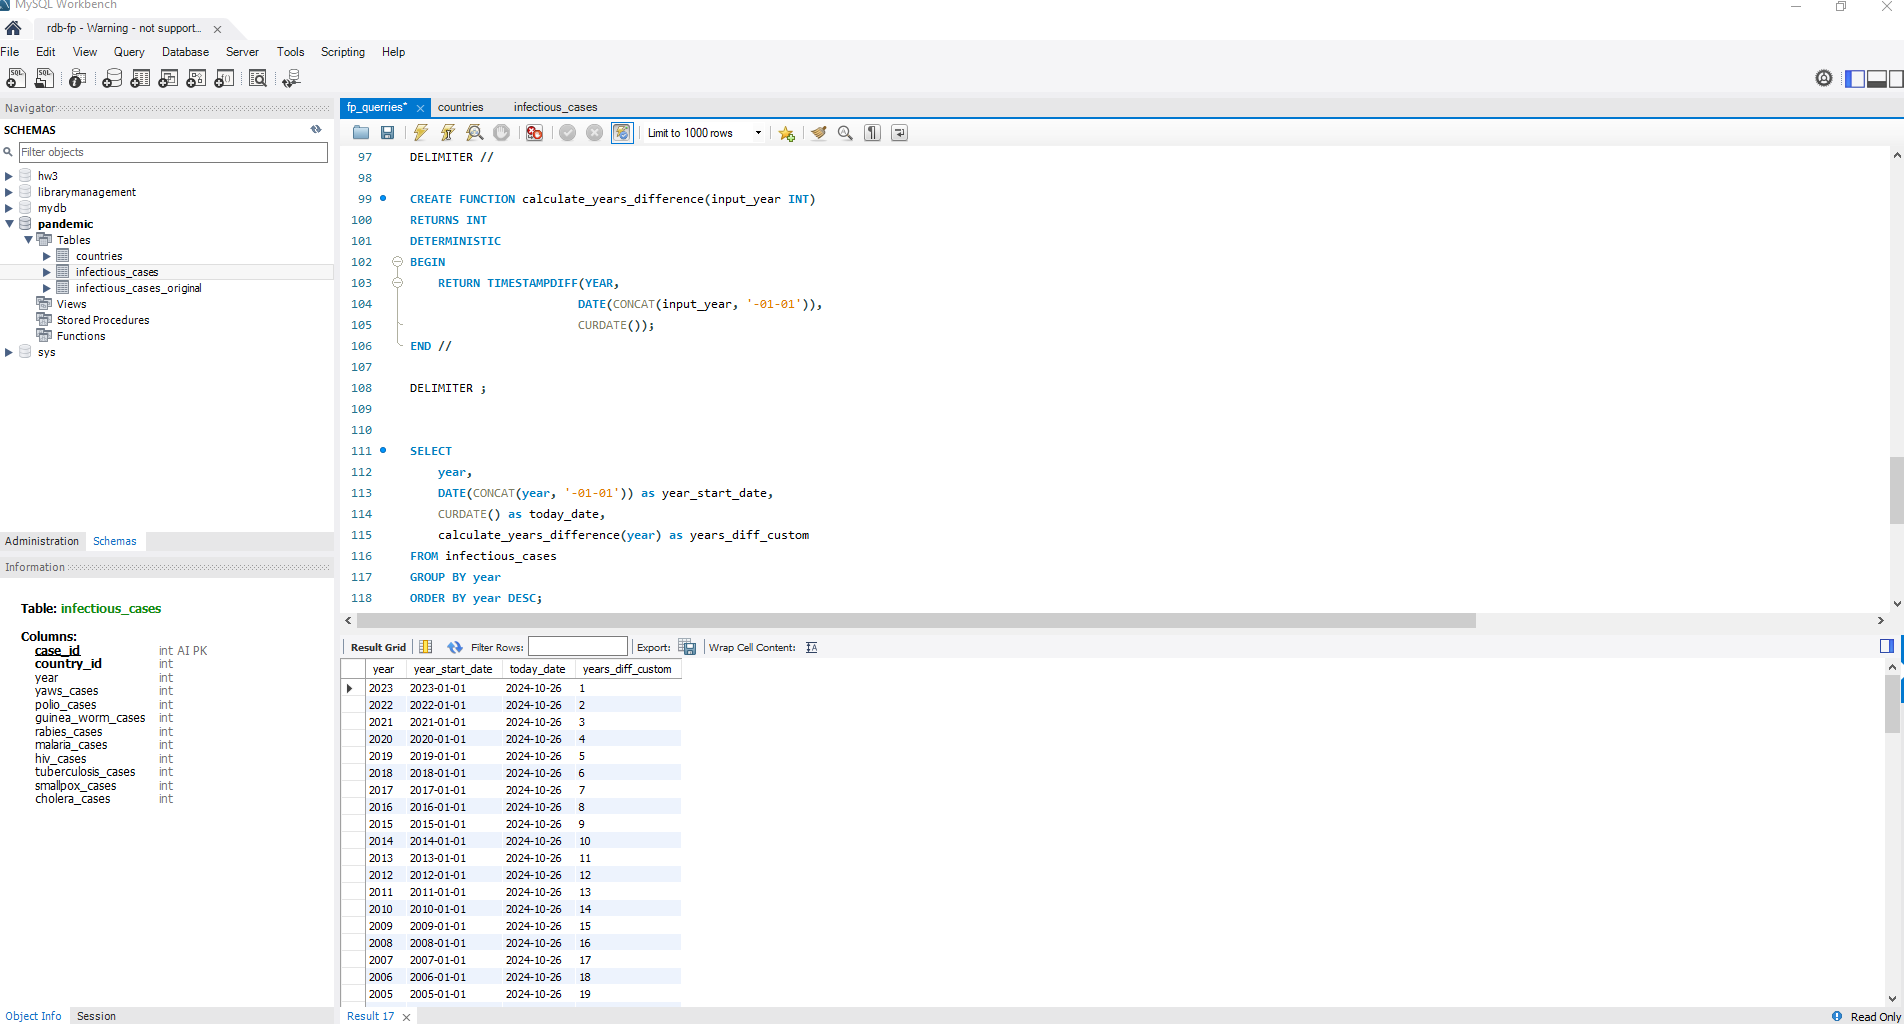 MySQL Workbench
rdb-fp - Warning - not support...
File Edit View Query Database Server Tools Scripting Help
Navigator
SCHEMAS
Filter objects
hw3
librarymanagement
mydb
pandemic
Tables
countries
infectious_cases
infectious_cases_original
Views
Stored Procedures
Functions
sys
Administration Schemas
Information
Table: infectious_cases
Columns:
case_id int AI PK
country_id int
year int
yaws_cases int
polio_cases int
guinea_worm_cases int
rabies_cases int
malaria_cases int
hiv_cases int
tuberculosis_cases int
smallpox_cases int
cholera_cases int
Object Info Session
fp_querries* countries infectious_cases
Limit to 1000 rows
97 DELIMITER //
98
99 CREATE FUNCTION calculate_years_difference(input_year INT)
100 RETURNS INT
101 DETERMINISTIC
102 BEGIN
103 RETURN TIMESTAMPDIFF(YEAR,
104 DATE(CONCAT(input_year, '-01-01')),
105 CURDATE());
106 END //
107
108 DELIMITER ;
109
110
111 SELECT
112 year,
113 DATE(CONCAT(year, '-01-01')) as year_start_date,
114 CURDATE() as today_date,
115 calculate_years_difference(year) as years_diff_custom
116 FROM infectious_cases
117 GROUP BY year
118 ORDER BY year DESC;
Result Grid Filter Rows: Export: Wrap Cell Content:
year year_start_date today_date years_diff_custom
2023 2023-01-01 2024-10-26 1
2022 2022-01-01 2024-10-26 2
2021 2021-01-01 2024-10-26 3
2020 2020-01-01 2024-10-26 4
2019 2019-01-01 2024-10-26 5
2018 2018-01-01 2024-10-26 6
2017 2017-01-01 2024-10-26 7
2016 2016-01-01 2024-10-26 8
2015 2015-01-01 2024-10-26 9
2014 2014-01-01 2024-10-26 10
2013 2013-01-01 2024-10-26 11
2012 2012-01-01 2024-10-26 12
2011 2011-01-01 2024-10-26 13
2010 2010-01-01 2024-10-26 14
2009 2009-01-01 2024-10-26 15
2008 2008-01-01 2024-10-26 16
2007 2007-01-01 2024-10-26 17
2006 2006-01-01 2024-10-26 18
2005 2005-01-01 2024-10-26 19
Result 17
Read Only